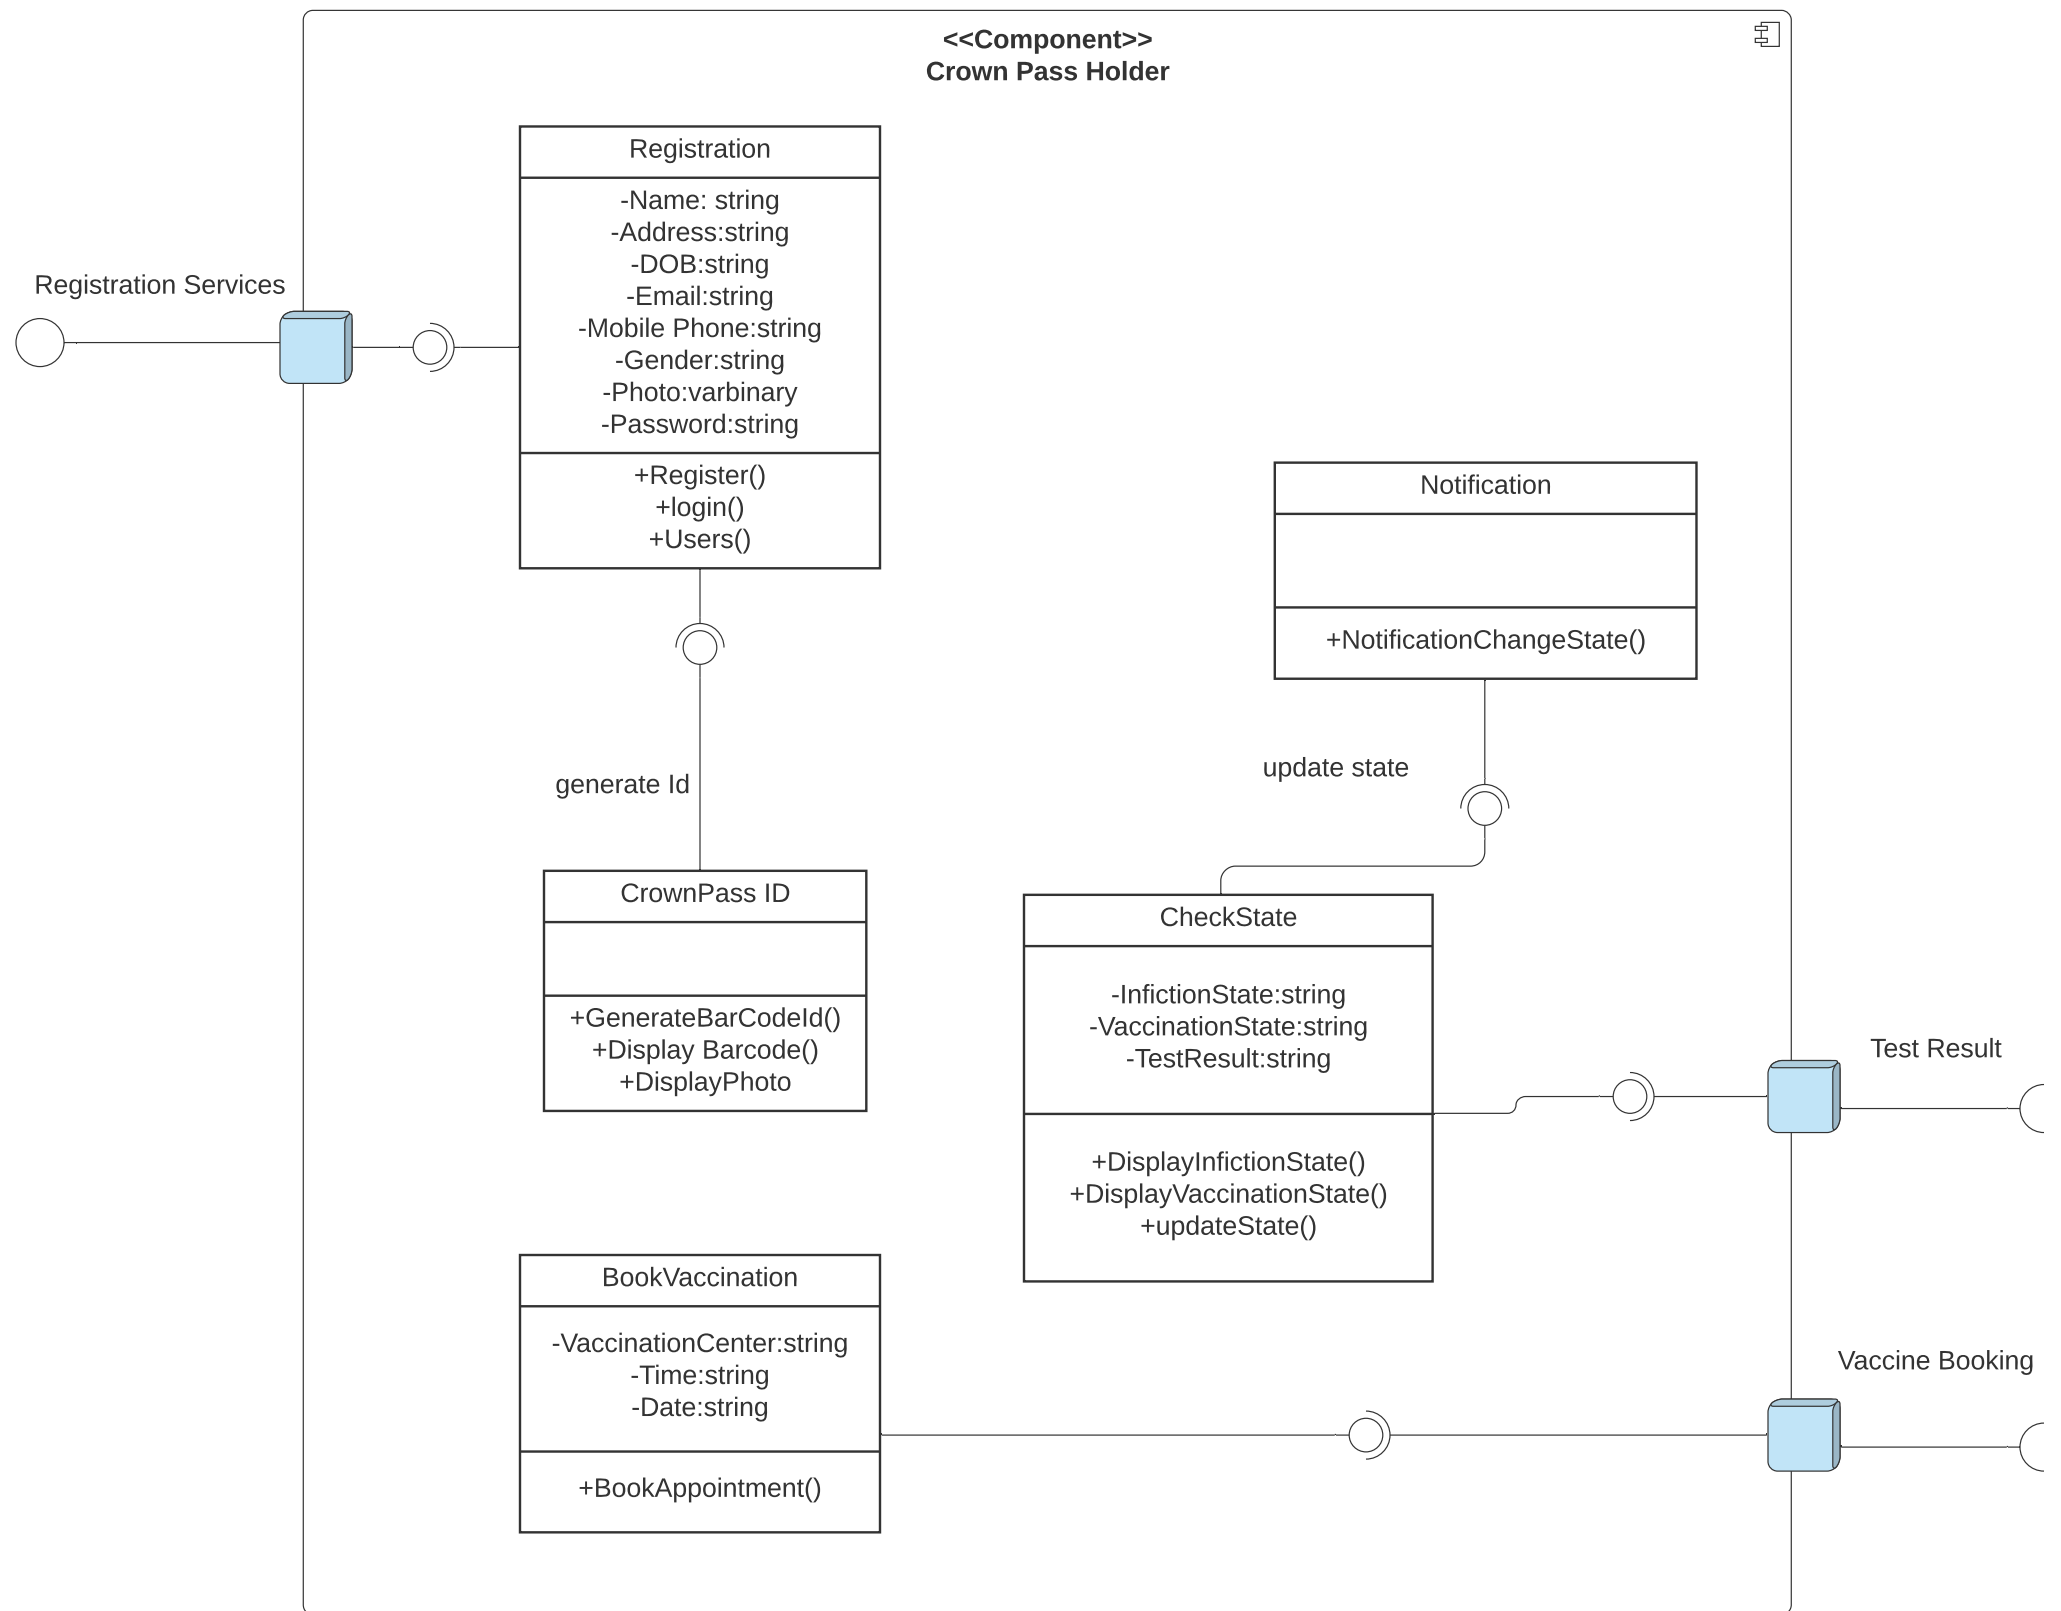 <<Component>>
Crown Pass Holder
Registration
-Name: string
-Address:string
-DOB:string
-Email:string
-Mobile Phone:string
-Gender:string
-Photo:varbinary
-Password:string
+Register()
+login()
+Users()
Registration Services
Notification
+NotificationChangeState()
generate Id
update state
CrownPass ID
+GenerateBarCodeId()
+Display Barcode()
+DisplayPhoto
CheckState
-InfictionState:string
-VaccinationState:string
-TestResult:string
+DisplayInfictionState()
+DisplayVaccinationState()
+updateState()
Test Result
BookVaccination
-VaccinationCenter:string
-Time:string
-Date:string
+BookAppointment()
Vaccine Booking